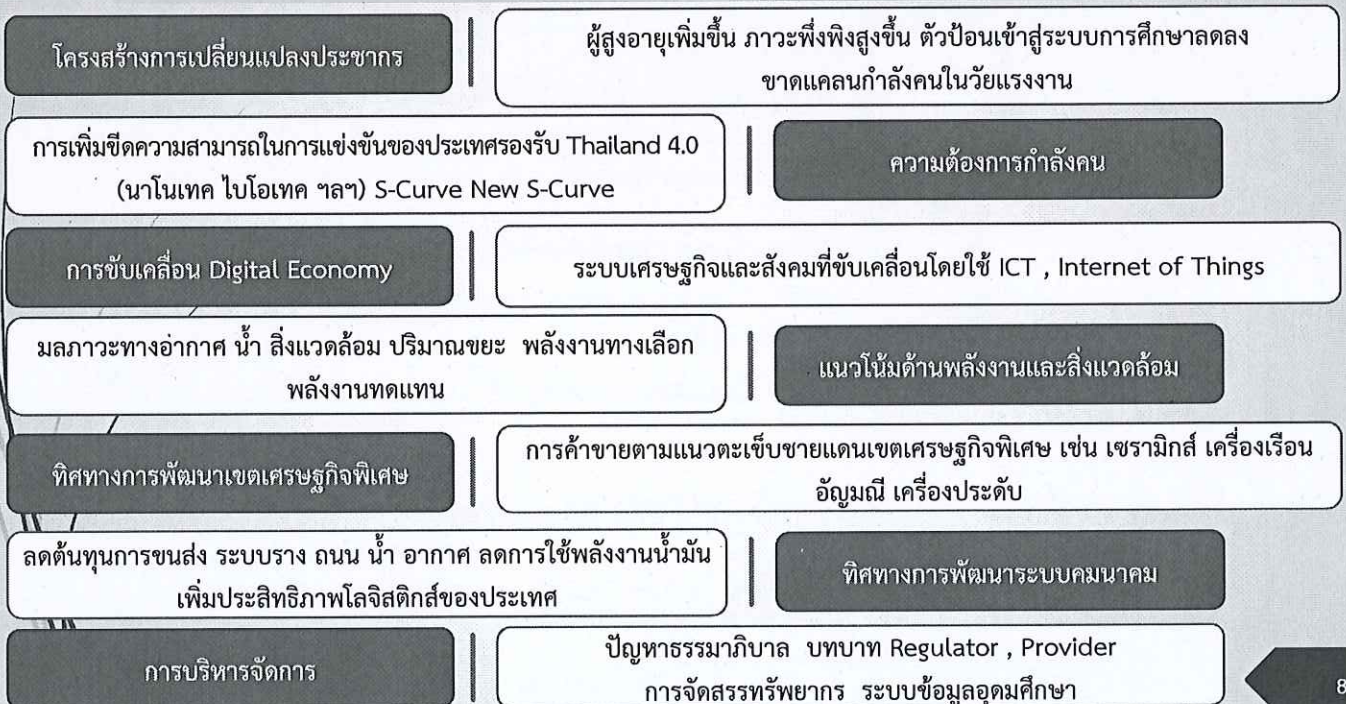 โครงสร้างการเปลี่ยนแปลงประชากร
ผู้สูงอายุเพิ่มขึ้น ภาวะพึ่งพิงสูงขึ้น ตัวป้อนเข้าสู่ระบบการศึกษาลดลง
ขาดแคลนกำลังคนในวัยแรงงาน
การเพิ่มขีดความสามารถในการแข่งขันของประเทศรองรับ Thailand 4.0
(นาโนเทค ไบโอเทค ฯลฯ) S-Curve New S-Curve
ความต้องการกำลังคน
การขับเคลื่อน Digital Economy
ระบบเศรษฐกิจและสังคมที่ขับเคลื่อนโดยใช้ ICT , Internet of Things
มลภาวะทางอ่ากาศ น้ำ สิ่งแวดล้อม ปริมาณขยะ พลังงานทางเลือก
พลังงานทดแทน
แนวโน้มด้านพลังงานและสิ่งแวดล้อม
ทิศทางการพัฒนาเขตเศรษฐกิจพิเศษ
การค้าขายตามแนวตะเข็บชายแดนเขตเศรษฐกิจพิเศษ เช่น เซรามิกส์ เครื่องเรือน
อัญมณี เครื่องประดับ
ลดต้นทุนการขนส่ง ระบบราง ถนน น้ำ อากาศ ลดการใช้พลังงานน้ำมัน
เพิ่มประสิทธิภาพโลจิสติกส์ของประเทศ
ทิศทางการพัฒนาระบบคมนาคม
การบริหารจัดการ
ปัญหาธรรมาภิบาล บทบาท Regulator , Provider
การจัดสรรทรัพยากร ระบบข้อมูลอุดมศึกษา
8